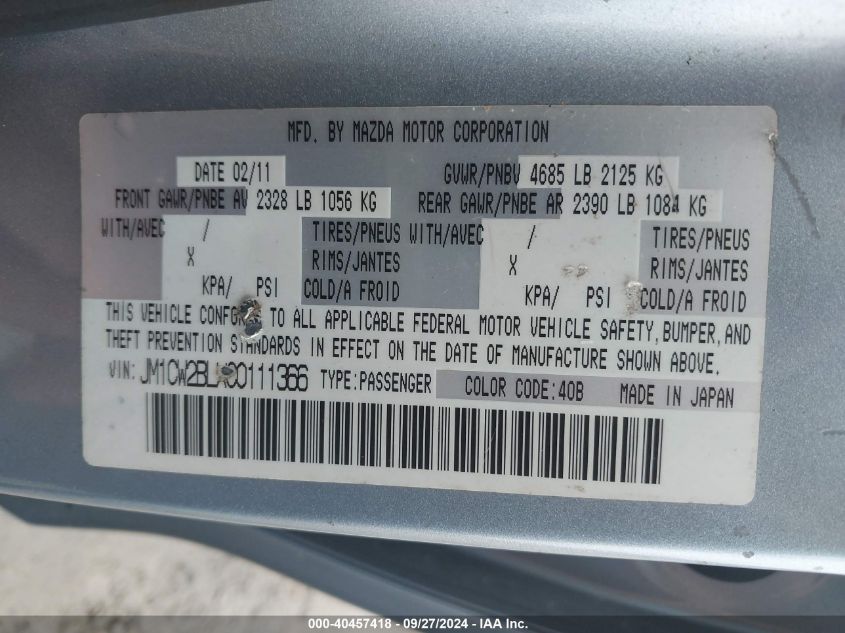 MFD. BY MAZDA MOTOR CORPORATION
DATE 02/11 GVWR/PNBV 4685 LB 2125 KG
FRONT GAWR/PNBE AV 2328 LB 1056 KG REAR GAWR/PNBE AR 2390 LB 1084 KG
WITH/AVEC / TIRES/PNEUS WITH/AVEC / TIRES/PNEUS
X RIMS/JANTES X -- RIMS/JANTES
KPA/ PSI COLD/A FROID KPA/ PSI COLD/A FROID
THIS VEHICLE TO ALL APPLICABLE FEDERAL MOTOR VEHICLE SAFETY, BUMPER, AND
THEFT PREVENTION STANDARDS IN EFFECT ON THE DATE OF MANUFACTURE SHOWN ABOVE.
VIN: TYPE:PASSENGER COLOR CODE:40B MADE IN JAPAN
000-40457418 - 09/27/2024 - IAA Inc.